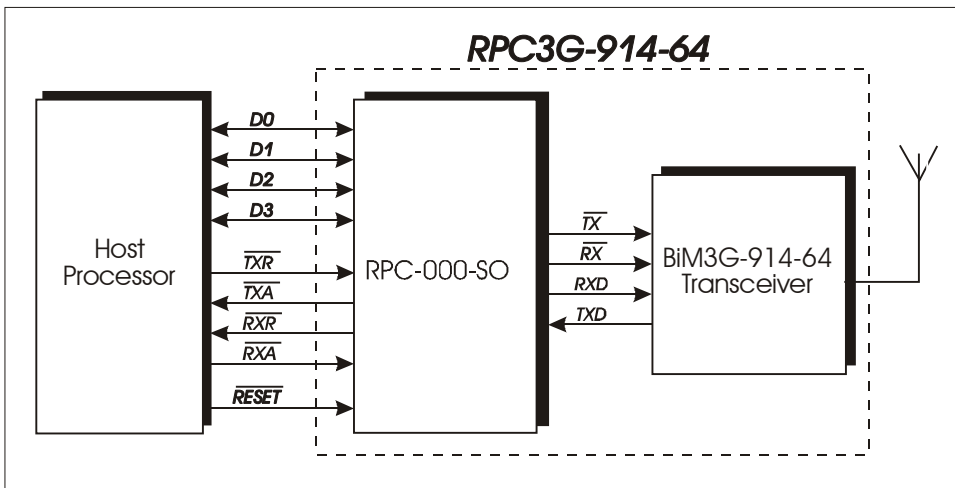 RPC3G-914-64
Host
Processor
D0
D1
D2
D3
TXR
TXA
RXR
RXA
RESET
RPC-000-SO
TX
RX
RXD
TXD
BiM3G-914-64
Transceiver